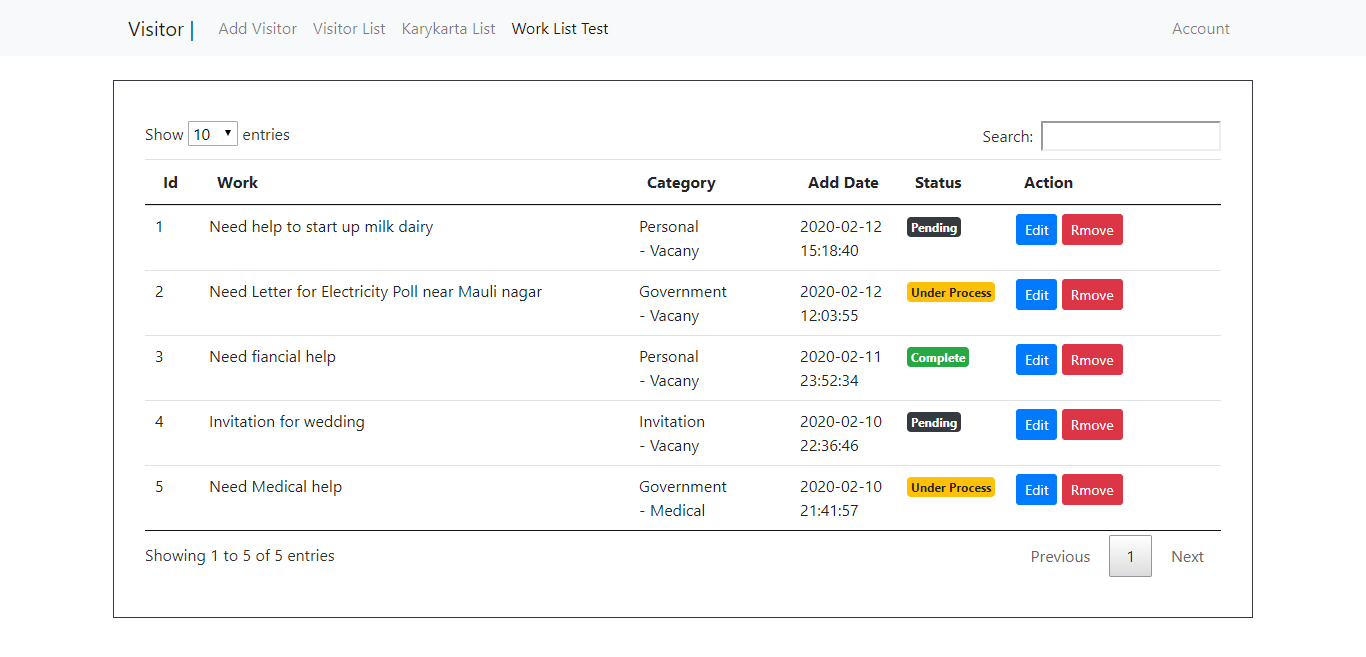 Visitor | Add Visitor Visitor List Karykarta List Work List Test Account
Show 10 entries Search:
Id Work Category Add Date Status Action
1 Need help to start up milk dairy Personal 2020-02-12 Pending Edit Rmove
- Vacany 15:18:40
2 Need Letter for Electricity Poll near Mauli nagar Government 2020-02-12 Under Process Edit Rmove
- Vacany 12:03:55
3 Need fiancial help Personal 2020-02-11 Complete Edit Rmove
- Vacany 23:52:34
4 Invitation for wedding Invitation 2020-02-10 Pending Edit Rmove
- Vacany 22:36:46
5 Need Medical help Government 2020-02-10 Under Process Edit Rmove
- Medical 21:41:57
Showing 1 to 5 of 5 entries Previous 1 Next